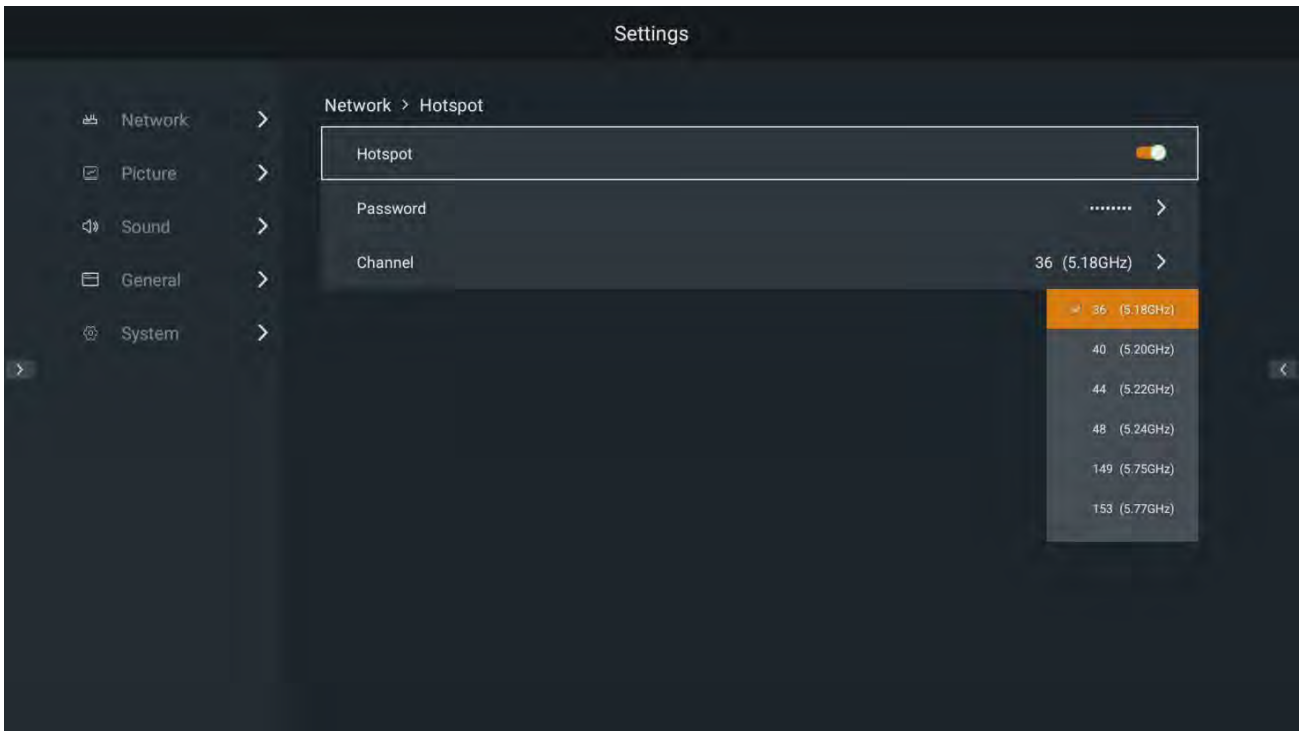 Settings
Network
Picture
Sound
General
System
Network > Hotspot
Hotspot
Password ········
Channel 36 (5.18GHz)
36 (5.18GHz)
40 (5.20GHz)
44 (5.22GHz)
48 (5.24GHz)
149 (5.75GHz)
153 (5.77GHz)